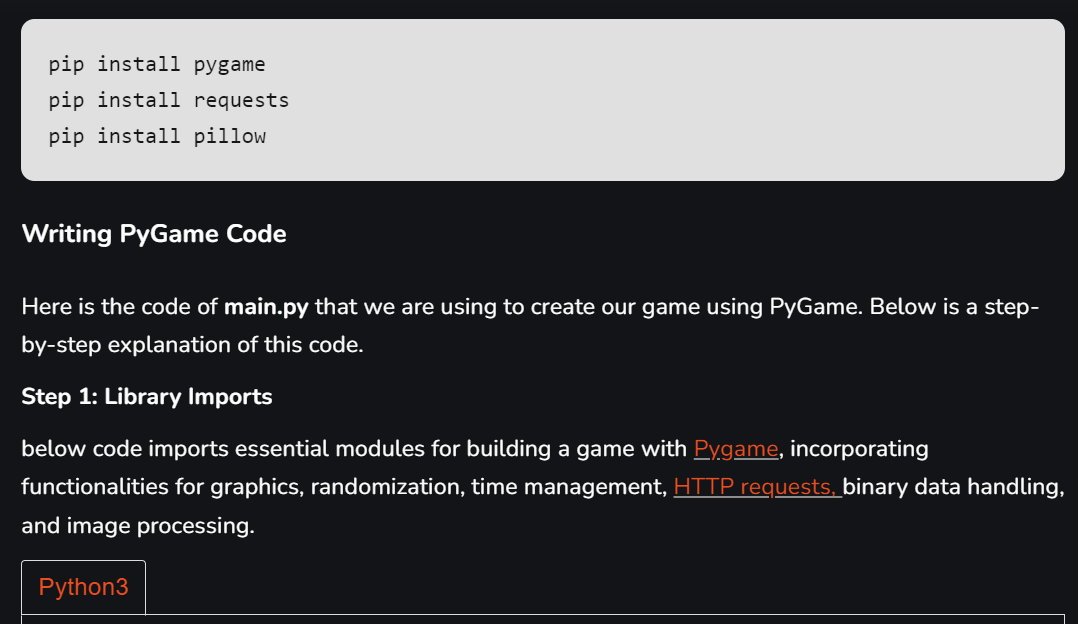 pip install pygame
pip install requests
pip install pillow
Writing PyGame Code
Here is the code of main.py that we are using to create our game using PyGame. Below is a step-
by-step explanation of this code.
Step 1: Library Imports
below code imports essential modules for building a game with Pygame, incorporating
functionalities for graphics, randomization, time management, HTTP requests, binary data handling,
and image processing.
Python3